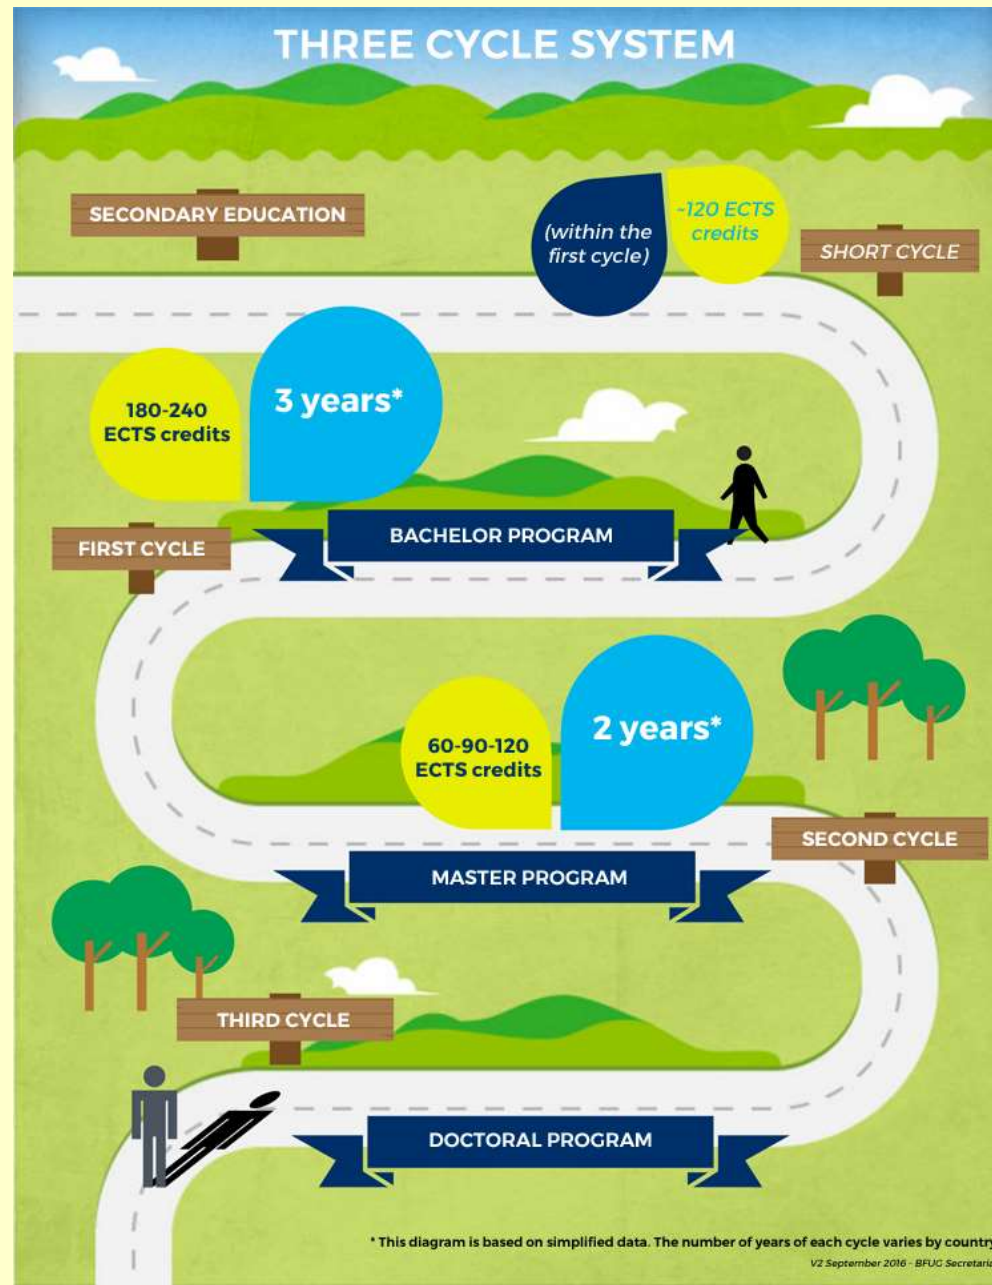 THREE CYCLE SYSTEM
SECONDARY EDUCATION
(within the
first cycle)
~120 ECTS
credits
SHORT CYCLE
180-240
ECTS credits
3 years*
BACHELOR PROGRAM
FIRST CYCLE
60-90-120
ECTS credits
2 years*
SECOND CYCLE
MASTER PROGRAM
THIRD CYCLE
DOCTORAL PROGRAM
* This diagram is based on simplified data. The number of years of each cycle varies by country
V2 September 2016 - BFUG